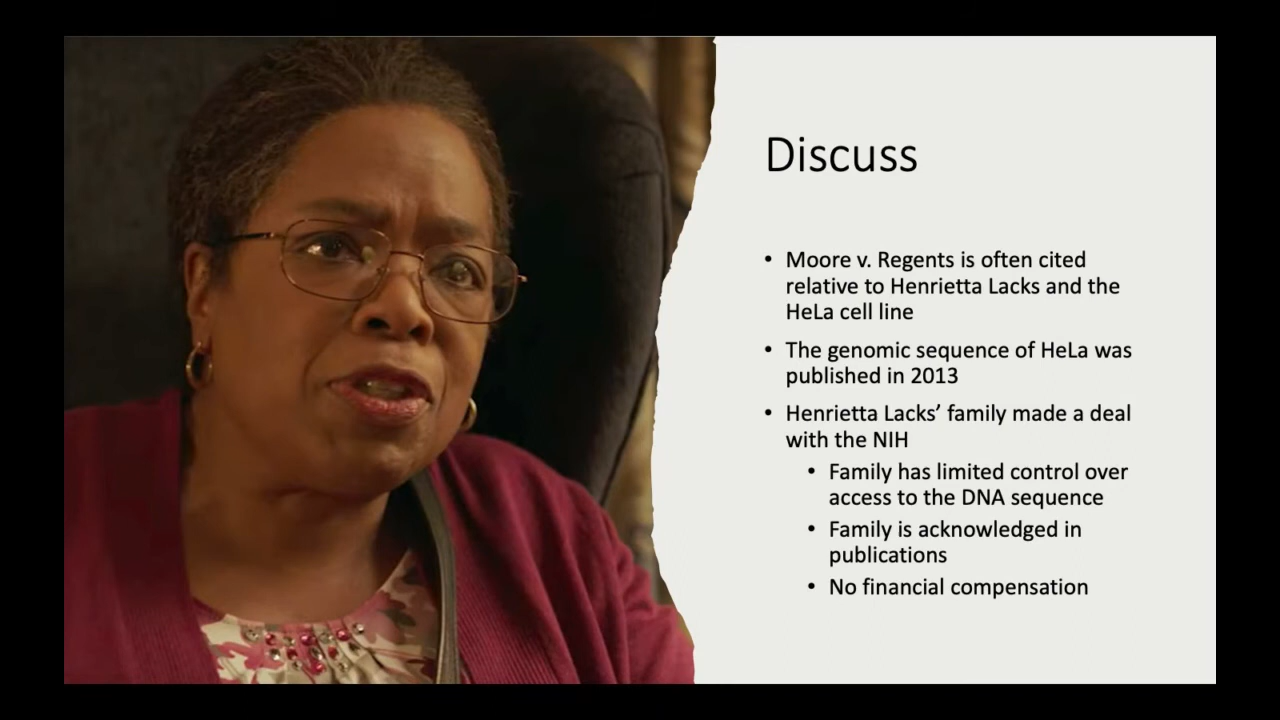 Discuss
• Moore v. Regents is often cited
relative to Henrietta Lacks and the
HeLa cell line
• The genomic sequence of HeLa was
published in 2013
• Henrietta Lacks’ family made a deal
with the NIH
• Family has limited control over
access to the DNA sequence
• Family is acknowledged in
publications
• No financial compensation